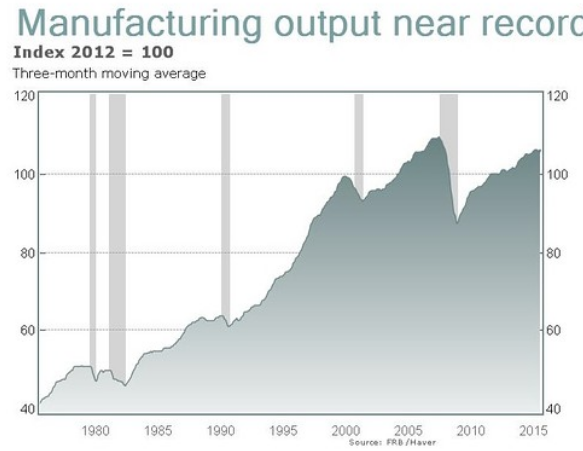 Manufacturing output near record
Index 2012 = 100
Three-month moving average
120 120
100 100
80 80
60 60
40 40
1980 1985 1990 1995 2000 2005 2010 2015
Source: FRB/Haver